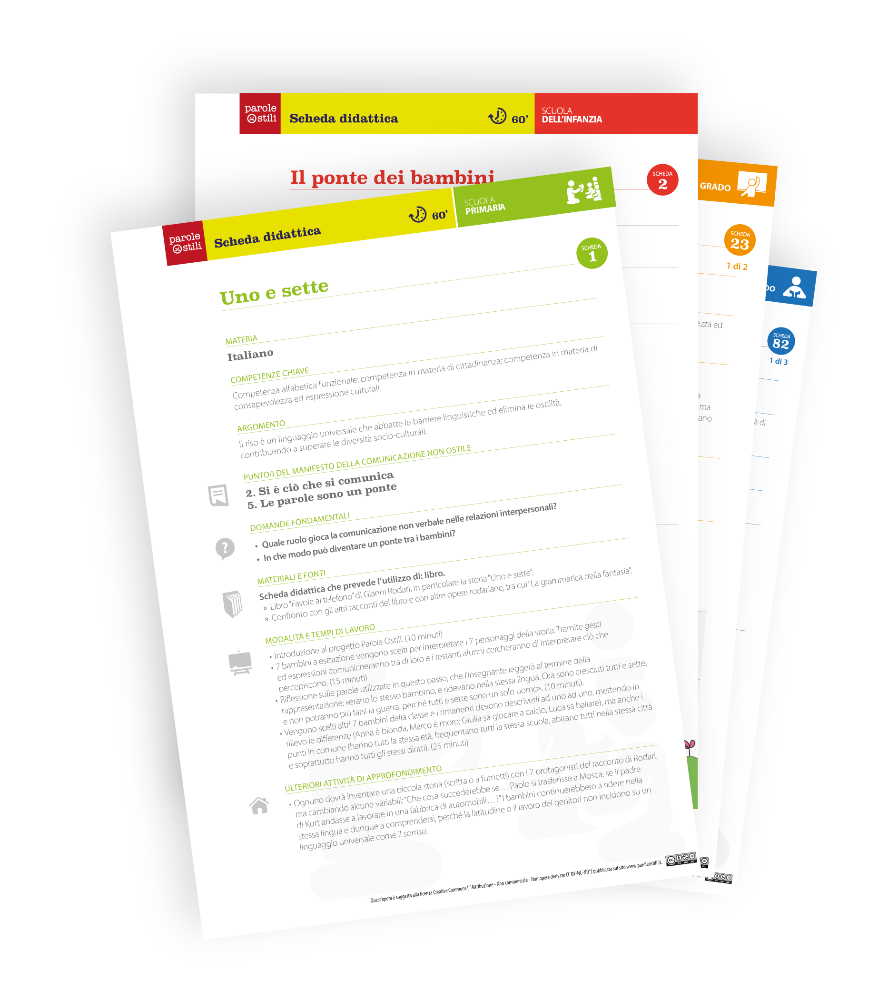 parole
ostili
Scheda didattica
60'
SCUOLA
DELL'INFANZIA
Il ponte dei bambini
SCHEDA
2
parole
ostili
Scheda didattica
60'
SCUOLA
PRIMARIA
SCHEDA
1
Uno e sette
MATERIA
Italiano
COMPETENZE CHIAVE
Competenza alfabetica funzionale; competenza in materia di cittadinanza; competenza in materia di
consapevolezza ed espressione culturali.
ARGOMENTO
Il riso è un linguaggio universale che abbatte le barriere linguistiche ed elimina le ostilità,
contribuendo a superare le diversità socio-culturali.
PUNTO/I DEL MANIFESTO DELLA COMUNICAZIONE NON OSTILE
2. Si è ciò che si comunica
5. Le parole sono un ponte
DOMANDE FONDAMENTALI
• Quale ruolo gioca la comunicazione non verbale nelle relazioni interpersonali?
• In che modo può diventare un ponte tra i bambini?
MATERIALI E FONTI
Scheda didattica che prevede l'utilizzo di: libro.
» Libro “Favole al telefono” di Gianni Rodari, in particolare la storia “Uno e sette”.
» Confronto con gli altri racconti del libro e con altre opere rodariane, tra cui “La grammatica della fantasia”.
MODALITÀ E TEMPI DI LAVORO
• Introduzione al progetto Parole Ostili. (10 minuti)
• 7 bambini a estrazione vengono scelti per interpretare i 7 personaggi della storia. Tramite gesti
ed espressioni comunicheranno tra di loro e i restanti alunni cercheranno di interpretare ciò che
percepiscono. (15 minuti)
• Riflessione sulle parole utilizzate in questo passo, che l'insegnante leggerà al termine della
rappresentazione: «erano lo stesso bambino, e ridevano nella stessa lingua. Ora sono cresciuti tutti e sette,
e non potranno più farsi la guerra, perché tutti e sette sono un solo uomo». (10 minuti).
• Vengono scelti altri 7 bambini della classe e i rimanenti devono descriverli ad uno ad uno, mettendo in
rilievo le differenze (Anna è bionda, Marco è moro; Giulia sa giocare a calcio, Luca sa ballare), ma anche i
punti in comune (hanno tutti la stessa età, frequentano tutti la stessa scuola, abitano tutti nella stessa città
e soprattutto hanno tutti gli stessi diritti). (25 minuti)
ULTERIORI ATTIVITÀ DI APPROFONDIMENTO
• Ognuno dovrà inventare una piccola storia (scritta o a fumetti) con i 7 protagonisti del racconto di Rodari,
ma cambiando alcune variabili: “Che cosa succederebbe se… Paolo si trasferisse a Mosca, se il padre
di Kurt andasse a lavorare in una fabbrica di automobili…?” I bambini continuerebbero a ridere nella
stessa lingua e dunque a comprendersi, perché la latitudine o il lavoro dei genitori non incidono su un
linguaggio universale come il sorriso.
"Quest'opera è soggetta alla licenza Creative Commons [ "Attribuzione - Non commerciale - Non opere derivate CC BY-NC-ND"] pubblicata sul sito www.paroleostili.it.
cc BY NC ND
GRADO
SCHEDA
23
1 di 2
ezza ed
a
ma
ano
ND
DO
SCHEDA
82
1 di 3
à di
BY NC ND